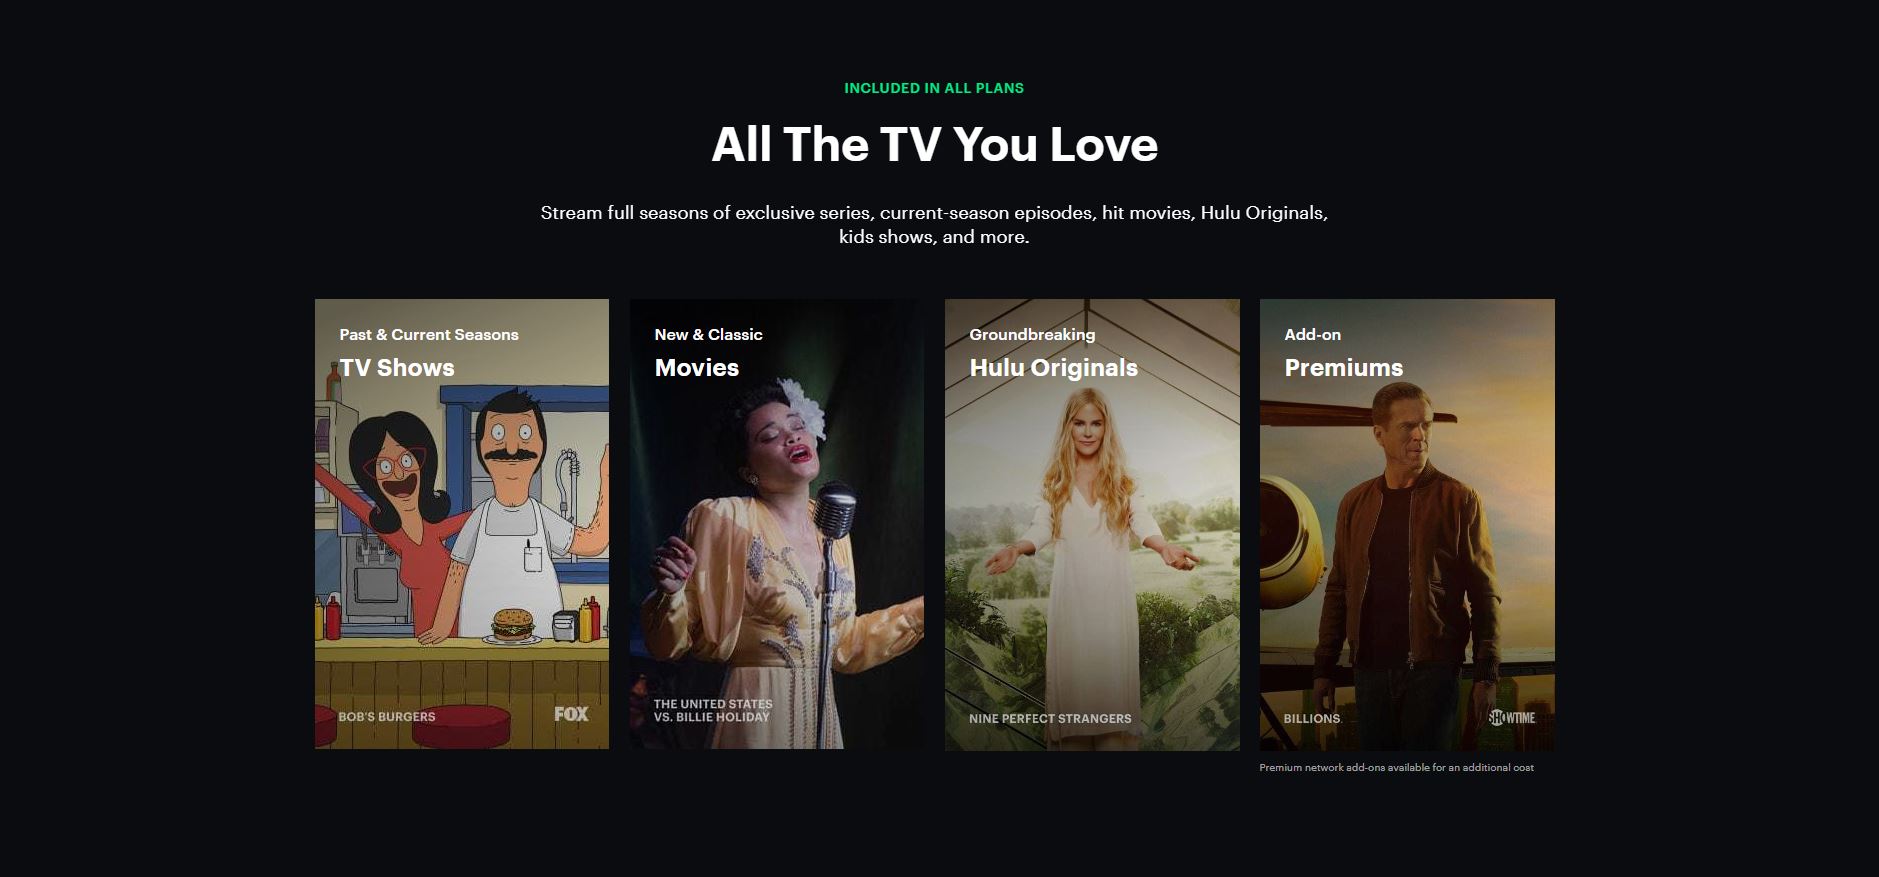 INCLUDED IN ALL PLANS
All The TV You Love
Stream full seasons of exclusive series, current-season episodes, hit movies, Hulu Originals,
kids shows, and more.
Past & Current Seasons
TV Shows
BOB'S BURGERS
FOX
New & Classic
Movies
THE UNITED STATES
VS. BILLIE HOLIDAY
Groundbreaking
Hulu Originals
NINE PERFECT STRANGERS
Add-on
Premiums
BILLIONS
SHOWTIME
Premium network add-ons available for an additional cost